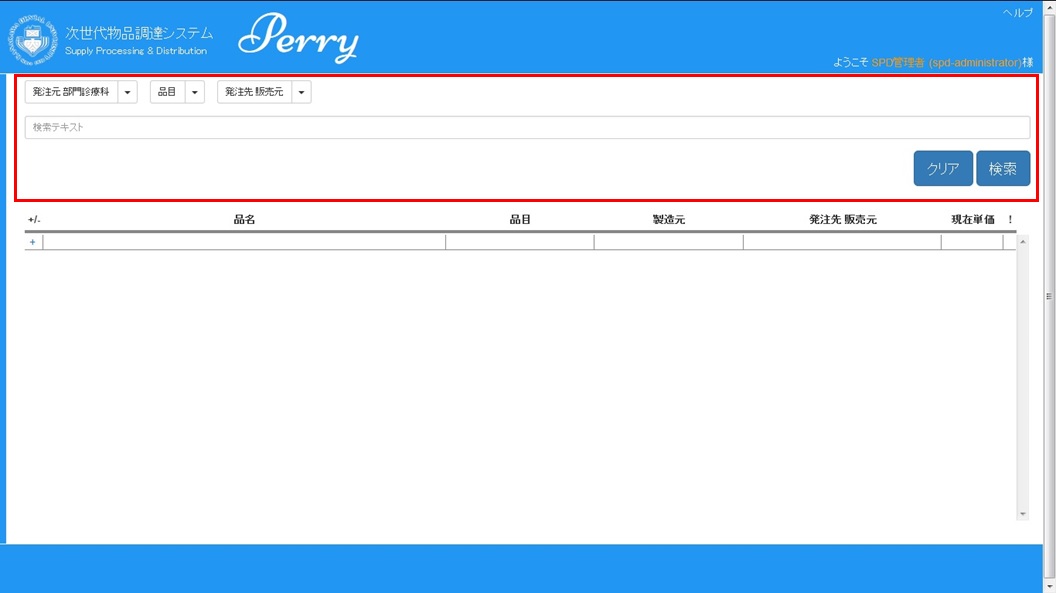 ヘルプ
次世代物品調達システム
Supply Processing & Distribution
Perry
ようこそ SPD管理者 (spd-administrator)様
発注元 部門診療科 品目 発注先 販売元
検索テキスト
クリア 検索
+/- 品名 品目 製造元 発注先 販売元 現在単価 !
+